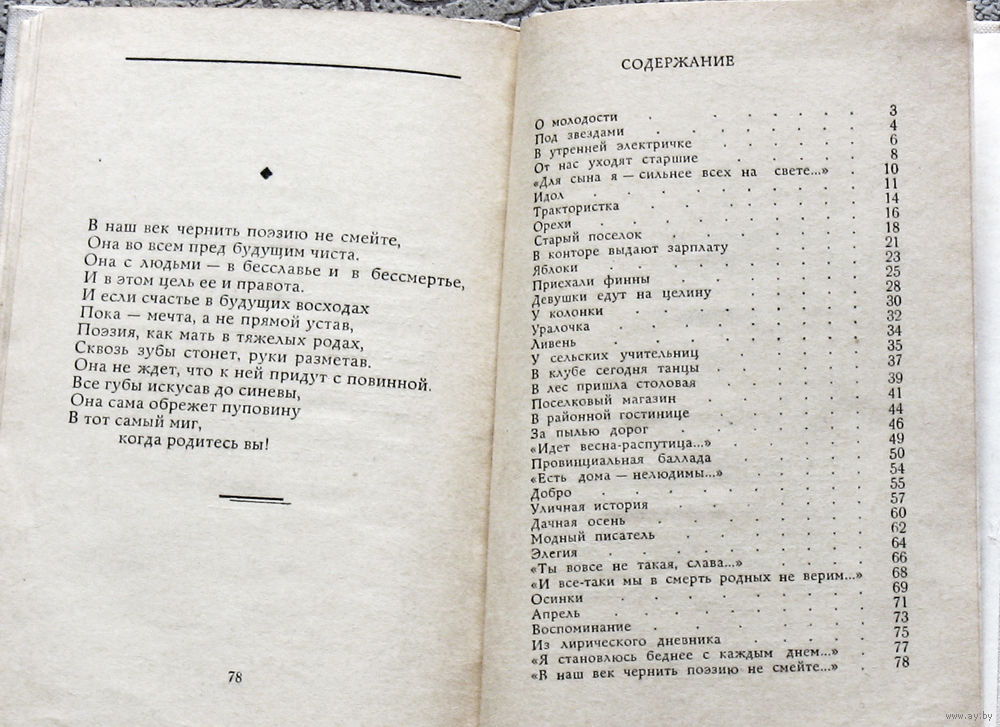 В наш век чернить поэзию не смейте,
Она во всем пред будущим чиста.
Она с людьми — в бесславье и в бессмертье,
И в этом цель ее и правота.
И если счастье в будущих восходах
Пока — мечта, а не прямой устав,
Поэзия, как мать в тяжелых родах,
Сквозь зубы стонет, руки разметав.
Она не ждет, что к ней придут с повинной.
Все губы искусав до синевы,
Она сама обрежет пуповину
В тот самый миг,
когда родитесь вы!
78
СОДЕРЖАНИЕ
О молодости . . . . . . . 3
Под звездами . . . . . . . 4
В утренней электричке . . . . . 6
От нас уходят старшие . . . . . 8
«Для сына я — сильнее всех на свете...» . 10
Идол . . . . . . . . 11
Трактористка . . . . . . . 14
Орехи . . . . . . . . 16
Старый поселок . . . . . . 18
В конторе выдают зарплату . . . . 21
Яблоки . . . . . . . . 23
Приехали финны . . . . . . 25
Девушки едут на целину . . . . 28
У колонки . . . . . . . 30
Уралочка . . . . . . . 32
Ливень . . . . . . . . 34
У сельских учительниц . . . . . 35
В клубе сегодня танцы . . . . . 37
В лес пришла столовая . . . . . 39
Поселковый магазин . . . . . 41
В районной гостинице . . . . . 44
За пылью дорог . . . . . . 46
«Идет весна-распутица...» . . . . 49
Провинциальная баллада . . . . 50
«Есть дома — нелюдимы...» . . . . 54
Добро . . . . . . . . 55
Уличная история . . . . . . 57
Дачная осень . . . . . . 60
Модный писатель . . . . . . 62
Элегия . . . . . . . . 64
«Ты вовсе не такая, слава...» . . . . 66
«И все-таки мы в смерть родных не верим...» 68
Осинки . . . . . . . . 69
Апрель . . . . . . . . 71
Воспоминание . . . . . . 73
Из лирического дневника . . . . . 75
«Я становлюсь беднее с каждым днем...» . 77
«В наш век чернить поэзию не смейте...» . 78
© www.ay.by